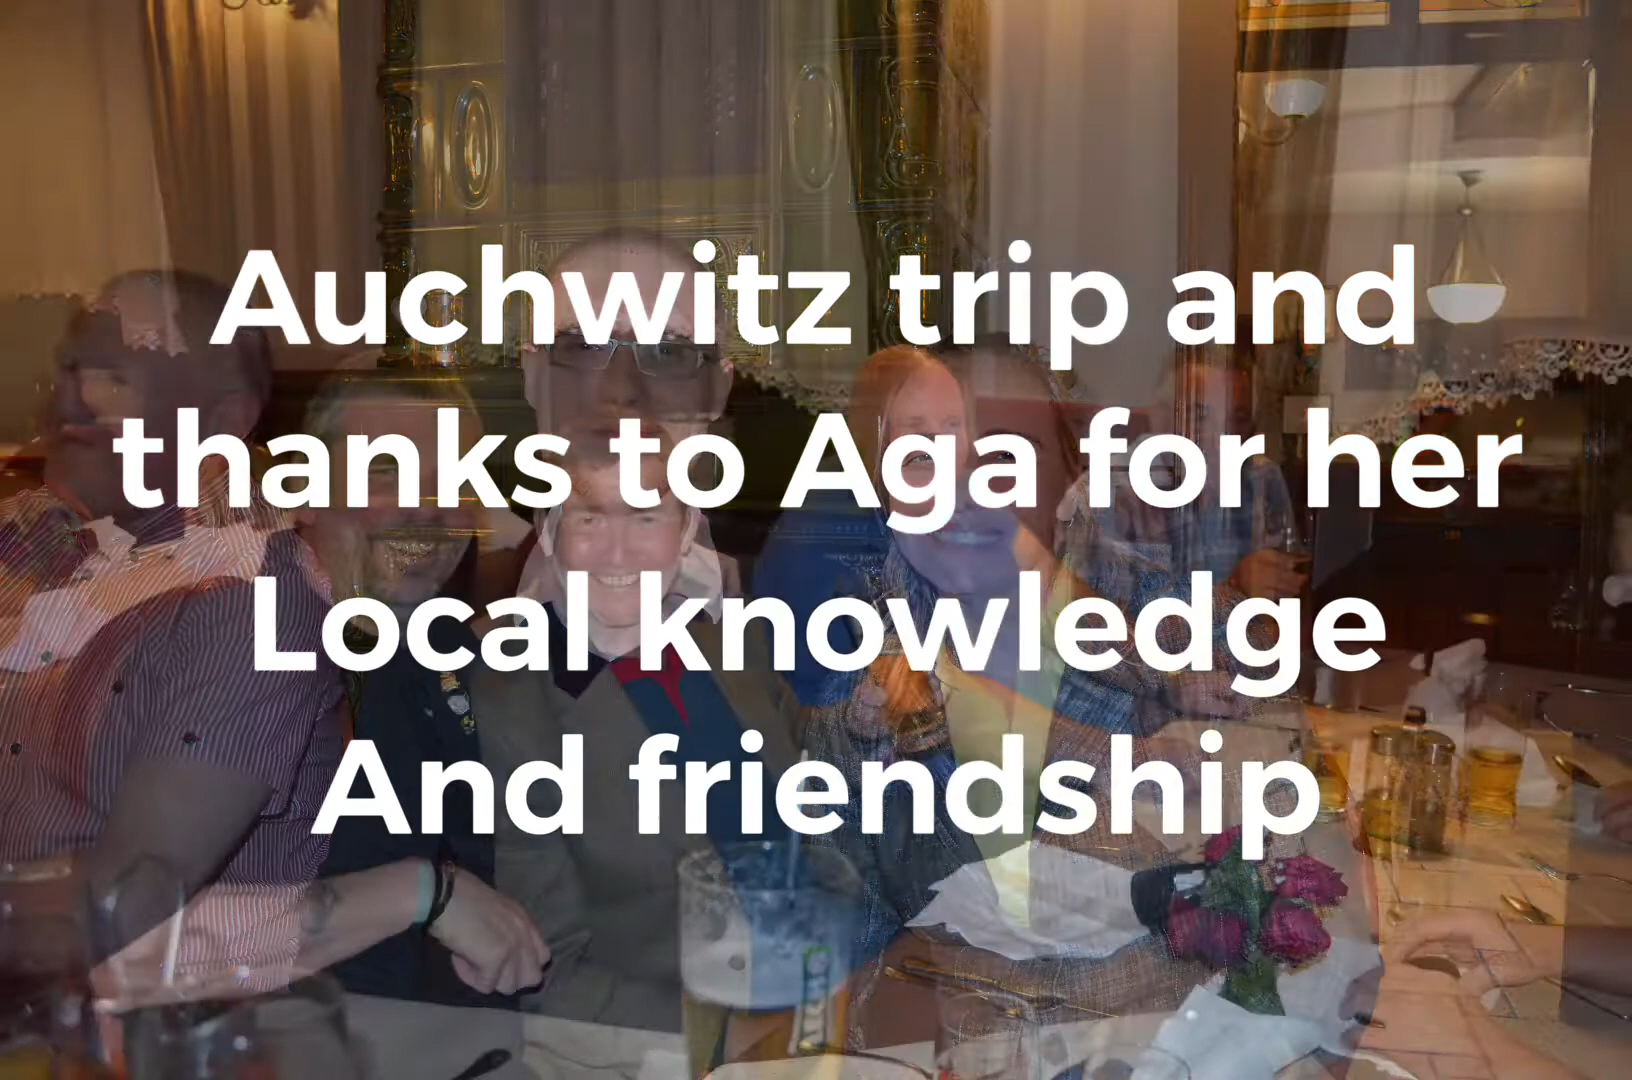 Auchwitz trip and
thanks to Aga for her
Local knowledge
And friendship